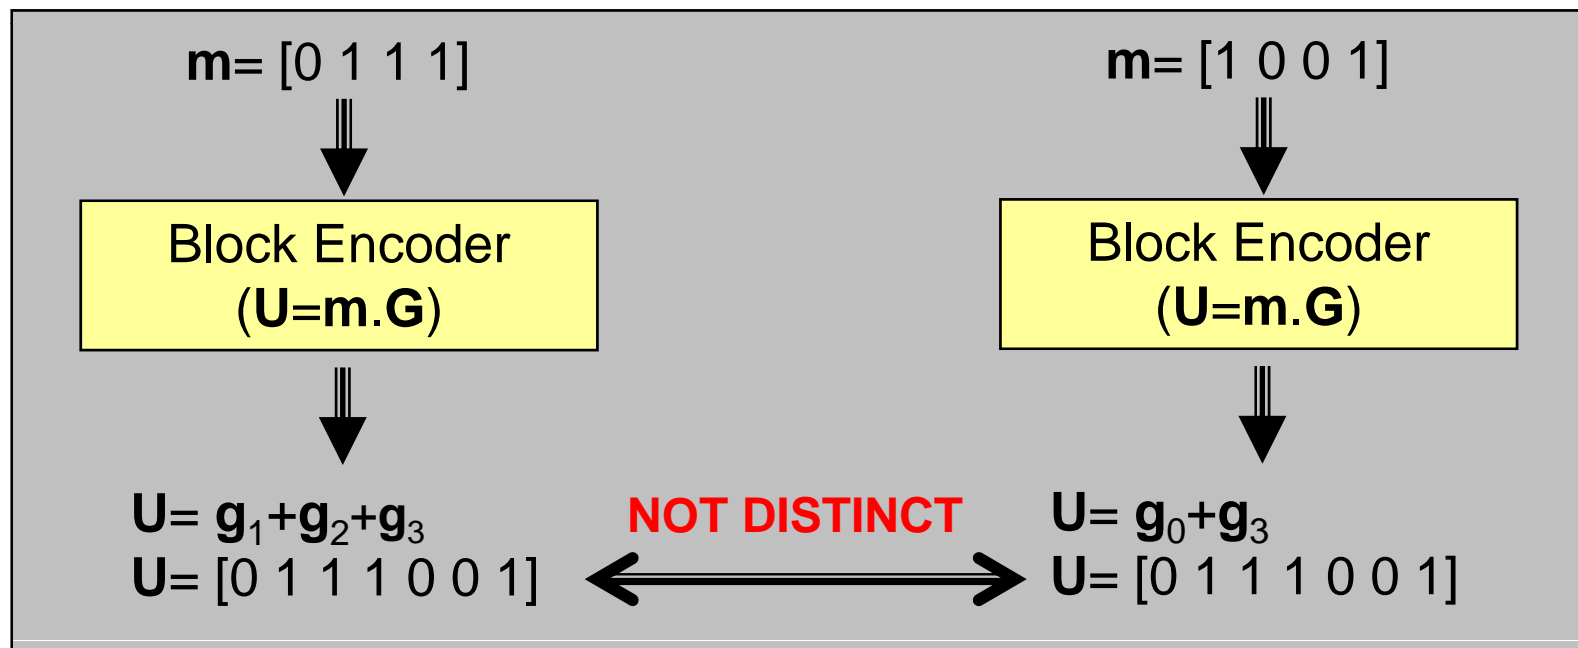 m= [0 1 1 1]
Block Encoder
(U=m.G)
U= g₁+g₂+g₃
U= [0 1 1 1 0 0 1]
NOT DISTINCT
m= [1 0 0 1]
Block Encoder
(U=m.G)
U= g₀+g₃
U= [0 1 1 1 0 0 1]